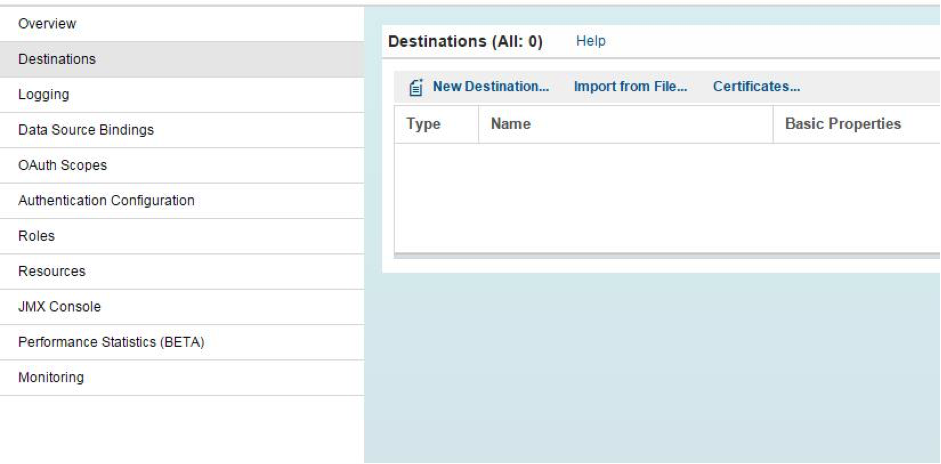 Overview
Destinations
Logging
Data Source Bindings
OAuth Scopes
Authentication Configuration
Roles
Resources
JMX Console
Performance Statistics (BETA)
Monitoring
Destinations (All: 0) Help
New Destination... Import from File... Certificates...
Type Name Basic Properties